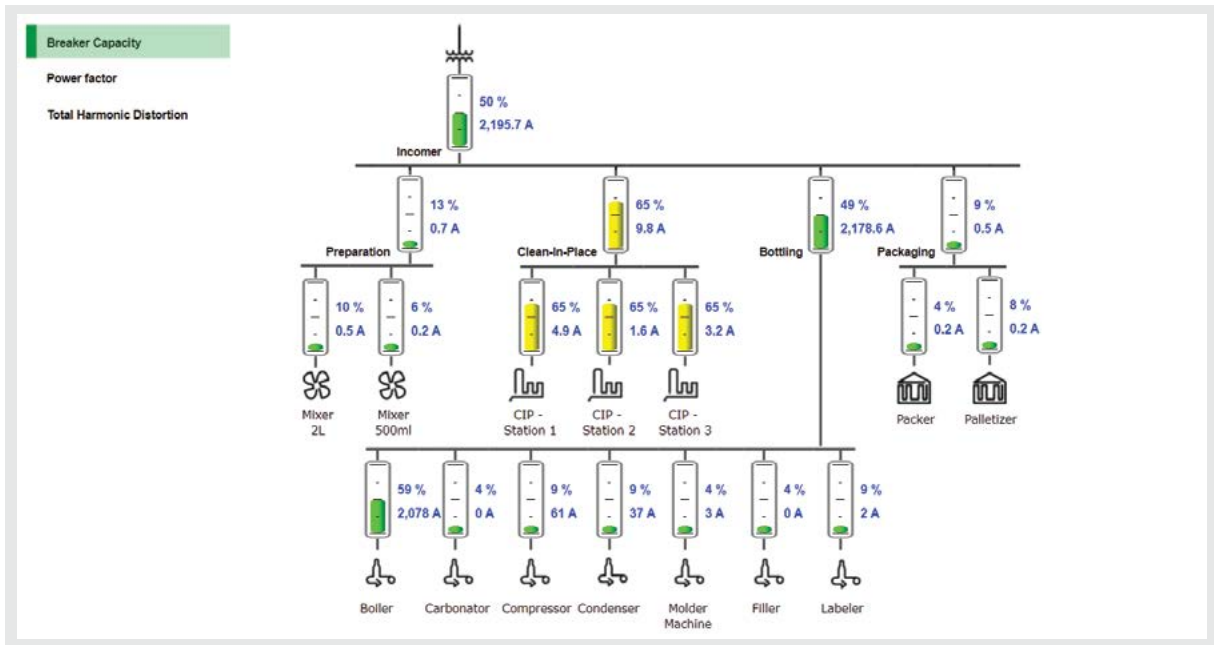 Breaker Capacity
Power factor
Total Harmonic Distortion
50 %
2,195.7 A
Incomer
13 %
0.7 A
Preparation
65 %
9.8 A
Clean-In-Place
49 %
2,178.6 A
Bottling
9 %
0.5 A
Packaging
10 %
0.5 A
6 %
0.2 A
65 %
4.9 A
65 %
1.6 A
65 %
3.2 A
4 %
0.2 A
8 %
0.2 A
Mixer
2L
Mixer
500ml
CIP -
Station 1
CIP -
Station 2
CIP -
Station 3
Packer
Palletizer
59 %
2,078 A
4 %
0 A
9 %
61 A
9 %
37 A
4 %
3 A
4 %
0 A
9 %
2 A
Boiler
Carbonator
Compressor
Condenser
Molder
Machine
Filler
Labeler